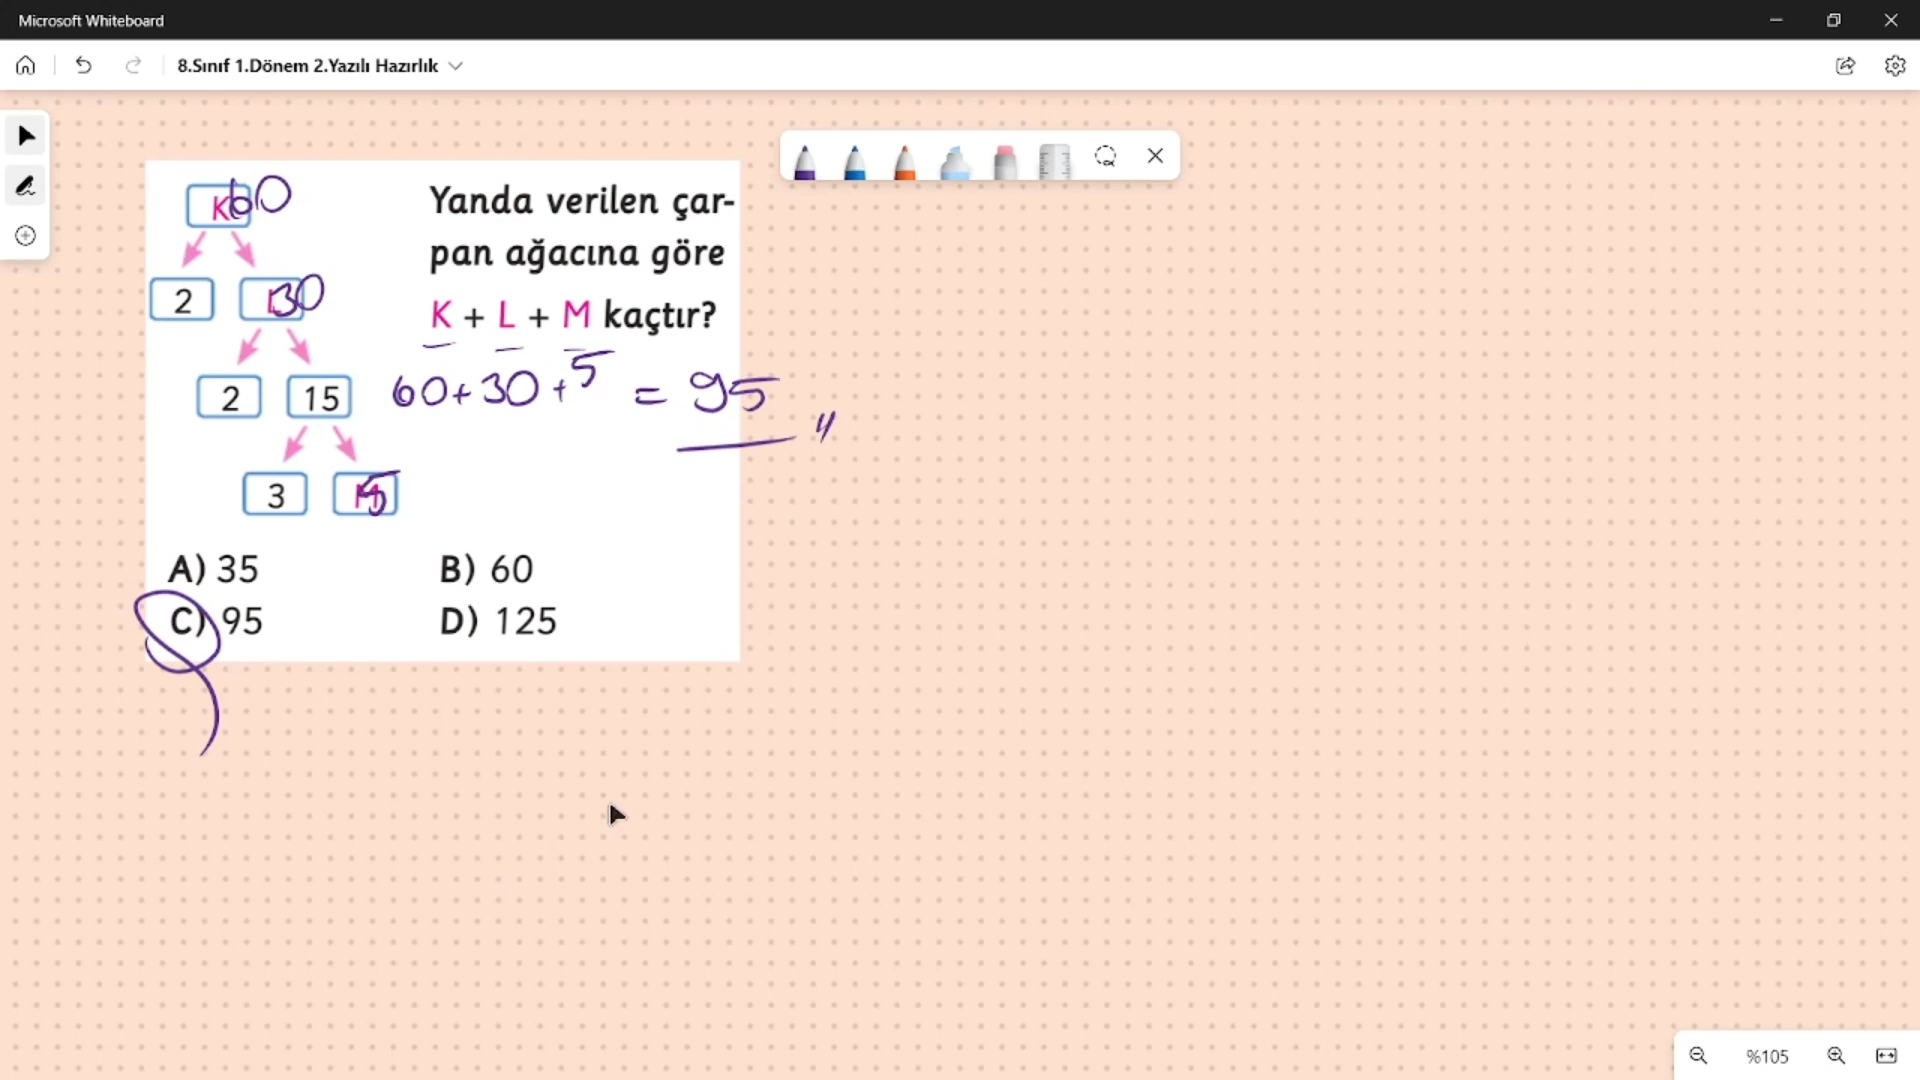 Microsoft Whiteboard
8.Sınıf 1.Dönem 2.Yazılı Hazırlık
K 60
2 L 30
2 15
3 M 5
Yanda verilen çar-
pan ağacına göre
K + L + M kaçtır?
60+30+5 = 95
A) 35 B) 60
C) 95 D) 125
%105